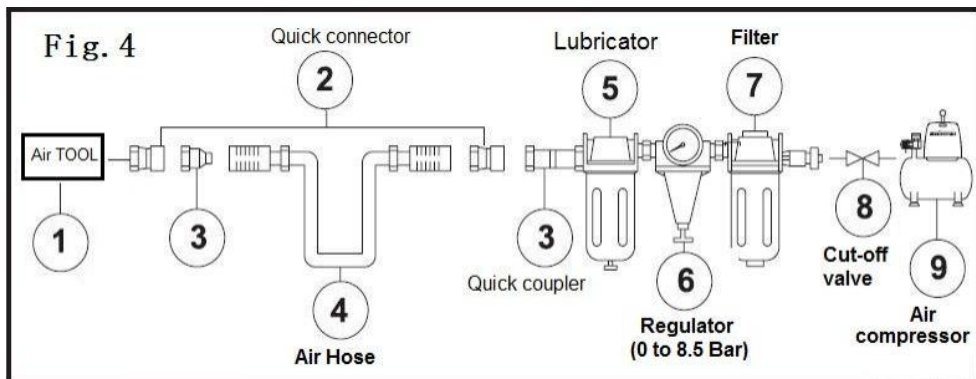 Fig. 4
Quick connector
2
Lubricator
5
Filter
7
Air TOOL
1
3
4
Air Hose
3
Quick coupler
6
Regulator
(0 to 8.5 Bar)
8
Cut-off
valve
9
Air
compressor